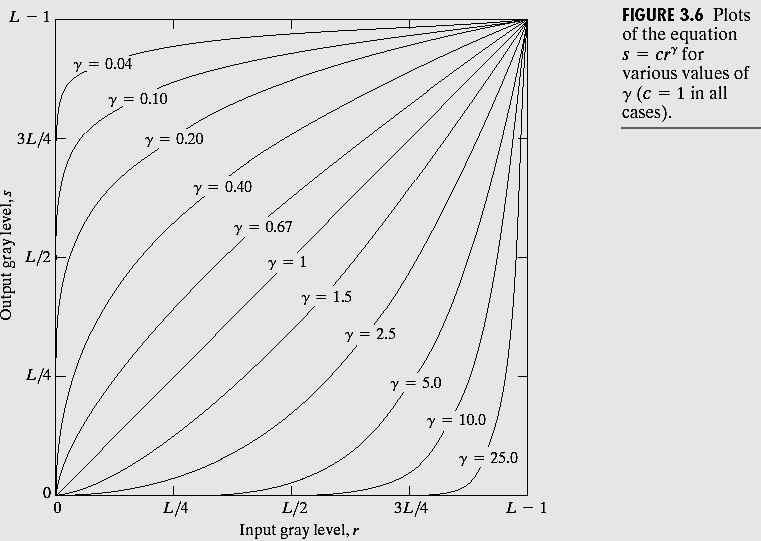 L − 1
3L/4
L/2
L/4
0
Output gray level, s
γ = 0.04
γ = 0.10
γ = 0.20
γ = 0.40
γ = 0.67
γ = 1
γ = 1.5
γ = 2.5
γ = 5.0
γ = 10.0
γ = 25.0
0 L/4 L/2 3L/4 L − 1
Input gray level, r
FIGURE 3.6 Plots
of the equation
s = crᵞ for
various values of
γ (c = 1 in all
cases).